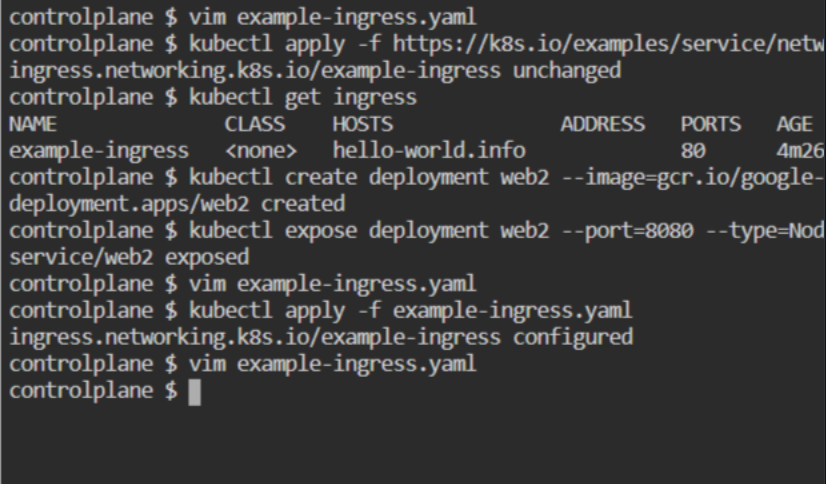 controlplane $ vim example-ingress.yaml
controlplane $ kubectl apply -f https://k8s.io/examples/service/netw
ingress.networking.k8s.io/example-ingress unchanged
controlplane $ kubectl get ingress
NAME CLASS HOSTS ADDRESS PORTS AGE
example-ingress <none> hello-world.info 80 4m26
controlplane $ kubectl create deployment web2 --image=gcr.io/google-
deployment.apps/web2 created
controlplane $ kubectl expose deployment web2 --port=8080 --type=Nod
service/web2 exposed
controlplane $ vim example-ingress.yaml
controlplane $ kubectl apply -f example-ingress.yaml
ingress.networking.k8s.io/example-ingress configured
controlplane $ vim example-ingress.yaml
controlplane $